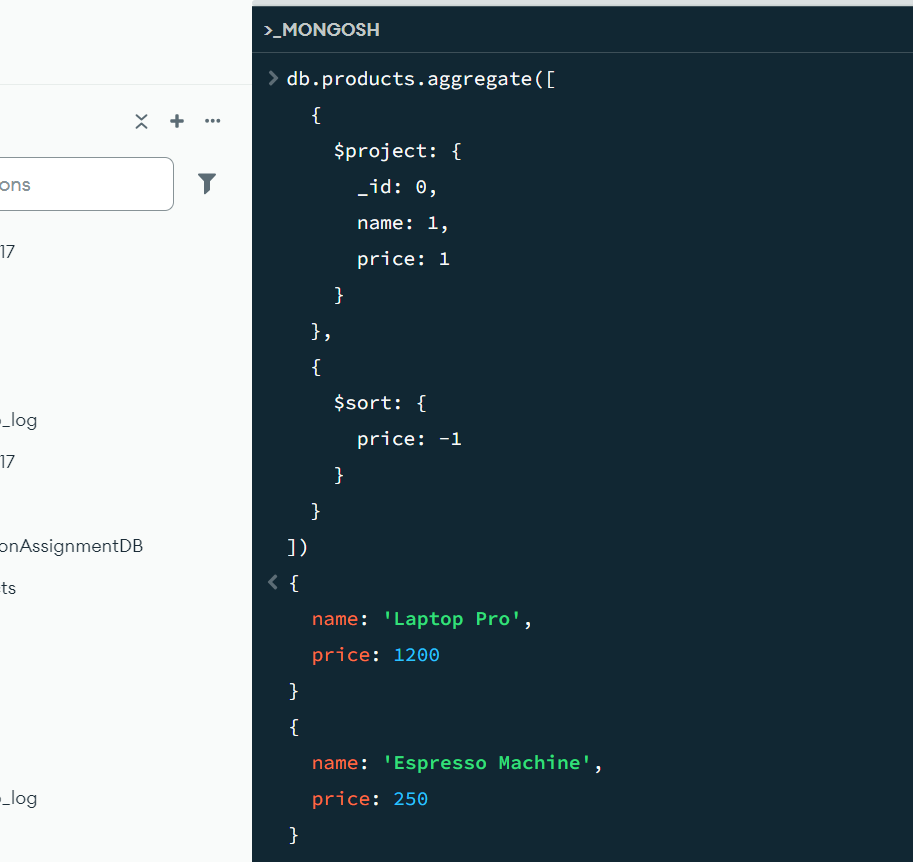 ons
17
_log
17
onAssignmentDB
ts
_log
>_MONGOSH
> db.products.aggregate([
{
$project: {
_id: 0,
name: 1,
price: 1
}
},
{
$sort: {
price: -1
}
}
])
< {
name: 'Laptop Pro',
price: 1200
}
{
name: 'Espresso Machine',
price: 250
}